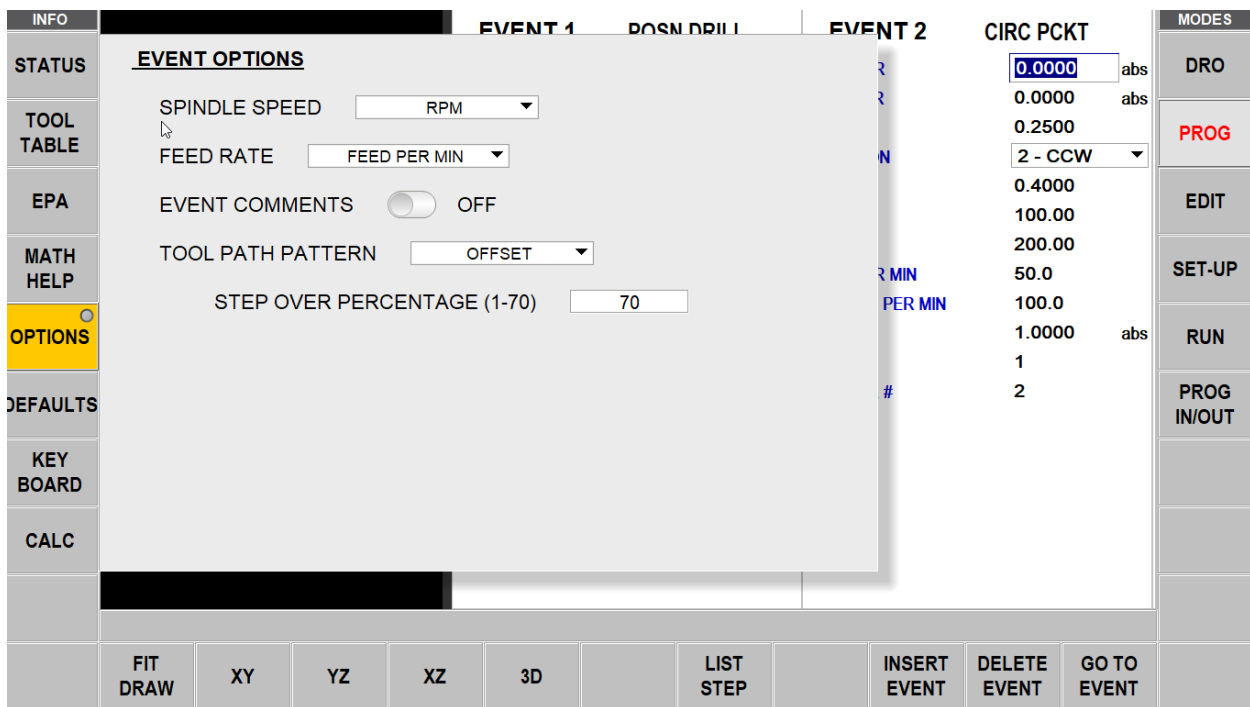 INFO
STATUS
TOOL
TABLE
EPA
MATH
HELP
OPTIONS
DEFAULTS
KEY
BOARD
CALC
EVENT 1 POSN DRILL
EVENT OPTIONS
SPINDLE SPEED RPM
FEED RATE FEED PER MIN
EVENT COMMENTS OFF
TOOL PATH PATTERN OFFSET
STEP OVER PERCENTAGE (1-70) 70
EVENT 2 CIRC PCKT
R 0.0000 abs
R 0.0000 abs
0.2500
N 2 - CCW
0.4000
100.00
200.00
R MIN 50.0
PER MIN 100.0
1.0000 abs
1
# 2
MODES
DRO
PROG
EDIT
SET-UP
RUN
PROG
IN/OUT
FIT
DRAW
XY
YZ
XZ
3D
LIST
STEP
INSERT
EVENT
DELETE
EVENT
GO TO
EVENT